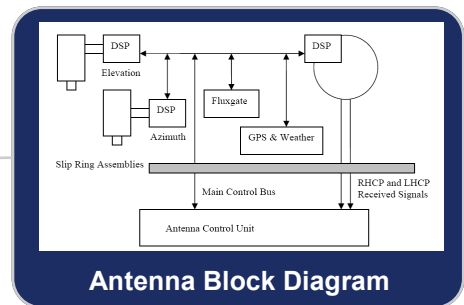 DSP
DSP
Elevation
DSP
Fluxgate
Azimuth
GPS & Weather
Slip Ring Assemblies
Main Control Bus
RHCP and LHCP
Received Signals
Antenna Control Unit
Antenna Block Diagram